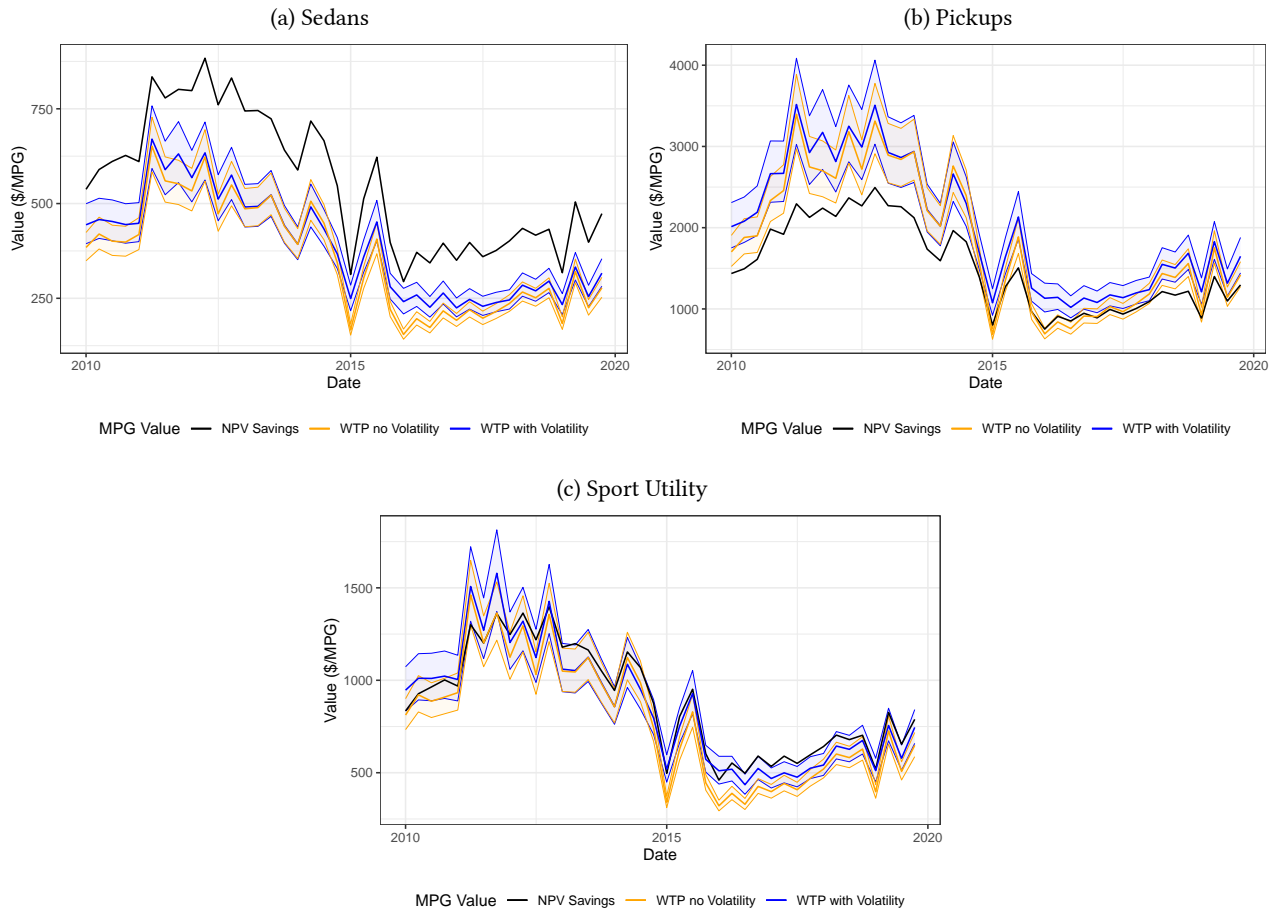 (a) Sedans
Value ($/MPG)
750
500
250
2010
2015
2020
Date
MPG Value NPV Savings WTP no Volatility WTP with Volatility
(b) Pickups
Value ($/MPG)
4000
3000
2000
1000
2010
2015
2020
Date
MPG Value NPV Savings WTP no Volatility WTP with Volatility
(c) Sport Utility
Value ($/MPG)
1500
1000
500
2010
2015
2020
Date
MPG Value NPV Savings WTP no Volatility WTP with Volatility